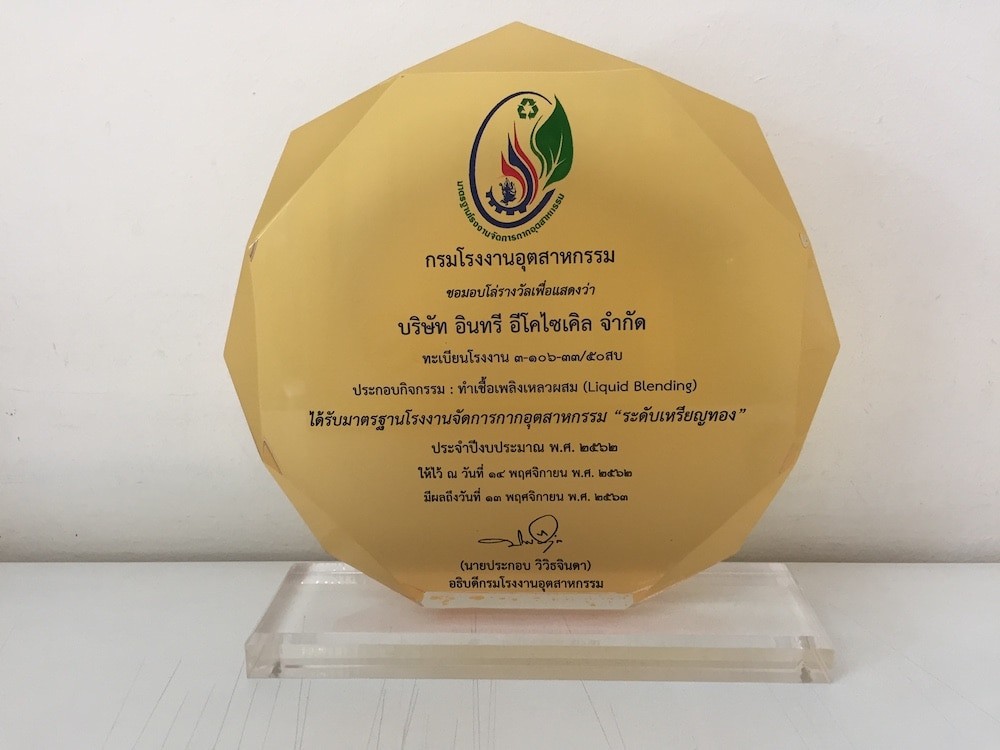 มาตรฐานโรงงานจัดการกากอุตสาหกรรม
กรมโรงงานอุตสาหกรรม
ขอมอบโล่รางวัลเพื่อแสดงว่า
บริษัท อินทรี อีโคไซเคิล จำกัด
ทะเบียนโรงงาน ๓-๑๐๖-๓๓/๕๐สบ
ประกอบกิจกรรม : ทำเชื้อเพลิงเหลวผสม (Liquid Blending)
ได้รับมาตรฐานโรงงานจัดการกากอุตสาหกรรม “ระดับเหรียญทอง”
ประจำปีงบประมาณ พ.ศ. ๒๕๖๒
ให้ไว้ ณ วันที่ ๑๔ พฤศจิกายน พ.ศ. ๒๕๖๒
มีผลถึงวันที่ ๑๓ พฤศจิกายน พ.ศ. ๒๕๖๓
(นายประกอบ วิวิธจินดา)
อธิบดีกรมโรงงานอุตสาหกรรม